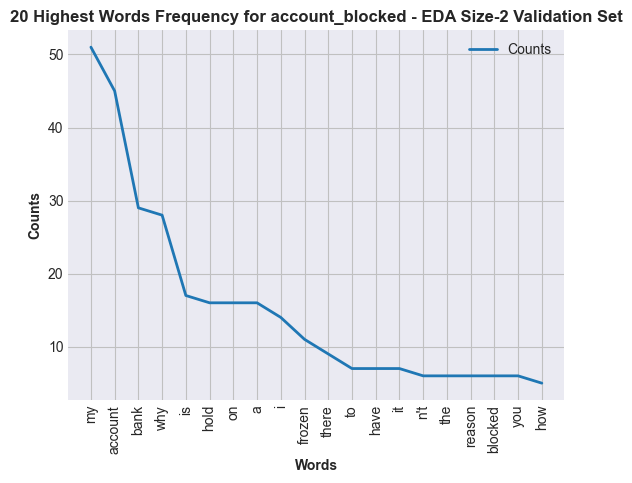 20 Highest Words Frequency for account_blocked - EDA Size-2 Validation Set
Counts
50
40
30
20
10
Counts
my
account
bank
why
is
hold
on
a
i
frozen
there
to
have
it
n't
the
reason
blocked
you
how
Words